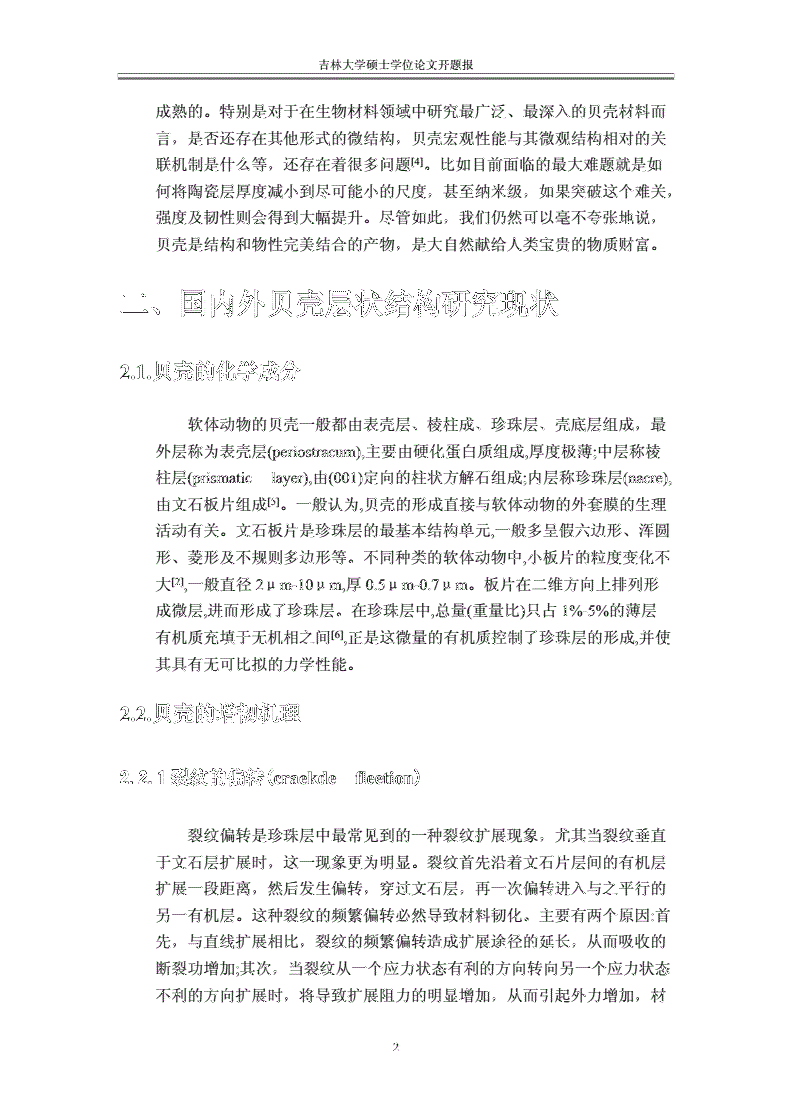 吉林大学硕士学位论文开题报
成熟的。特别是对于在生物材料领域中研究最广泛、最深入的贝壳材料而
言，是否还存在其他形式的微结构，贝壳宏观性能与其微观结构相对的关
联机制是什么等，还存在着很多问题[4]。比如目前面临的最大难题就是如
何将陶瓷层厚度减小到尽可能小的尺度，甚至纳米级，如果突破这个难关，
强度及韧性则会得到大幅提升。尽管如此，我们仍然可以毫不夸张地说，
贝壳是结构和物性完美结合的产物，是大自然献给人类宝贵的物质财富。
二、国内外贝壳层状结构研究现状
2.1.贝壳的化学成分
软体动物的贝壳一般都由表壳层、棱柱成、珍珠层、壳底层组成，最
外层称为表壳层(periostracum),主要由硬化蛋白质组成,厚度极薄;中层称棱
柱层(prismatic layer),由(001)定向的柱状方解石组成;内层称珍珠层(nacre),
由文石板片组成[5]。一般认为,贝壳的形成直接与软体动物的外套膜的生理
活动有关。文石板片是珍珠层的最基本结构单元,一般多呈假六边形、浑圆
形、菱形及不规则多边形等。不同种类的软体动物中,小板片的粒度变化不
大[2],一般直径 2μm-10μm,厚 0.5μm-0.7μm。板片在二维方向上排列形
成微层,进而形成了珍珠层。在珍珠层中,总量(重量比)只占 1%-5%的薄层
有机质充填于无机相之间[6],正是这微量的有机质控制了珍珠层的形成,并使
其具有无可比拟的力学性能。
2.2.贝壳的增韧机理
2.2.1 裂纹的偏转(crackde flection)
裂纹偏转是珍珠层中最常见到的一种裂纹扩展现象，尤其当裂纹垂直
于文石层扩展时，这一现象更为明显。裂纹首先沿着文石片层间的有机层
扩展一段距离，然后发生偏转，穿过文石层，再一次偏转进入与之平行的
另一有机层。这种裂纹的频繁偏转必然导致材料韧化。主要有两个原因:首
先，与直线扩展相比，裂纹的频繁偏转造成扩展途径的延长，从而吸收的
断裂功增加;其次，当裂纹从一个应力状态有利的方向转向另一个应力状态
不利的方向扩展时，将导致扩展阻力的明显增加，从而引起外力增加，材
2